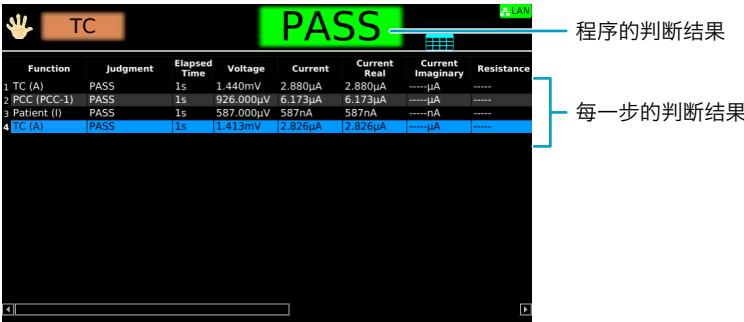 TC
PASS
LAN
程序的判断结果
Function Judgment Elapsed Time Voltage Current Current Real Current Imaginary Resistance
1 TC (A) PASS 1s 1.440mV 2.880μA 2.880μA -----μA -----
2 PCC (PCC-1) PASS 1s 926.000μV 6.173μA 6.173μA -----μA -----
3 Patient (I) PASS 1s 587.000μV 587nA 587nA -----nA -----
4 TC (A) PASS 1s 1.413mV 2.826μA 2.826μA -----μA -----
每一步的判断结果